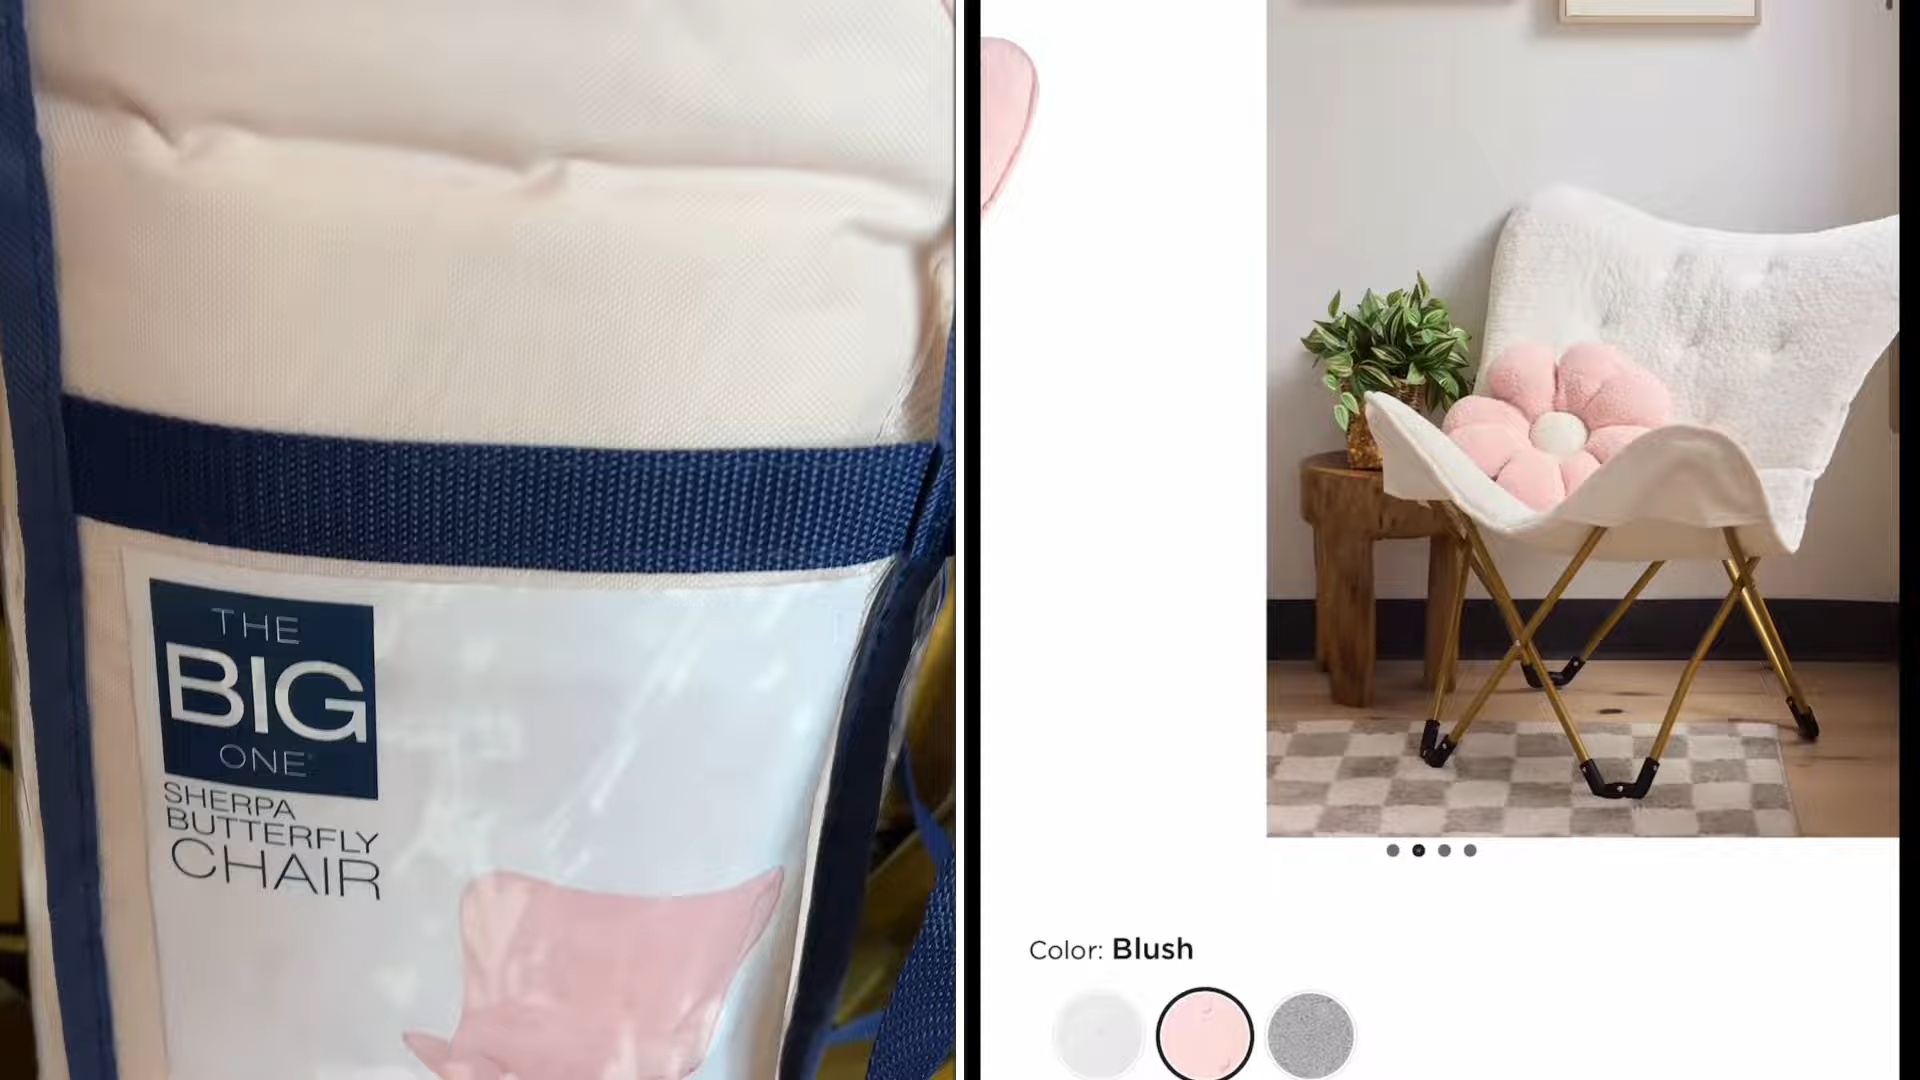 THE
BIG
ONE
SHERPA
BUTTERFLY
CHAIR
Color: Blush